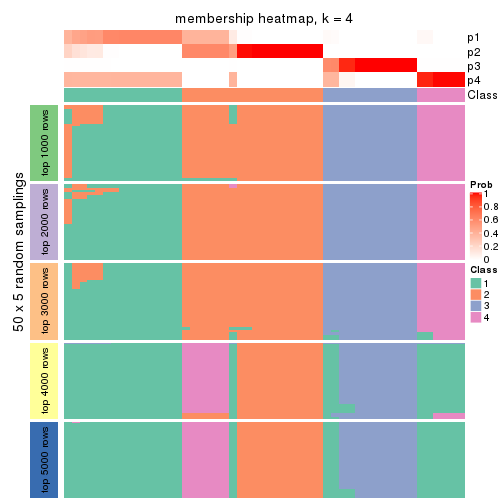 membership heatmap, k = 4
p1
p2
p3
p4
Class
50 x 5 random samplings
top 1000 rows
top 2000 rows
top 3000 rows
top 4000 rows
top 5000 rows
Prob
1
0.8
0.6
0.4
0.2
0
Class
1
2
3
4